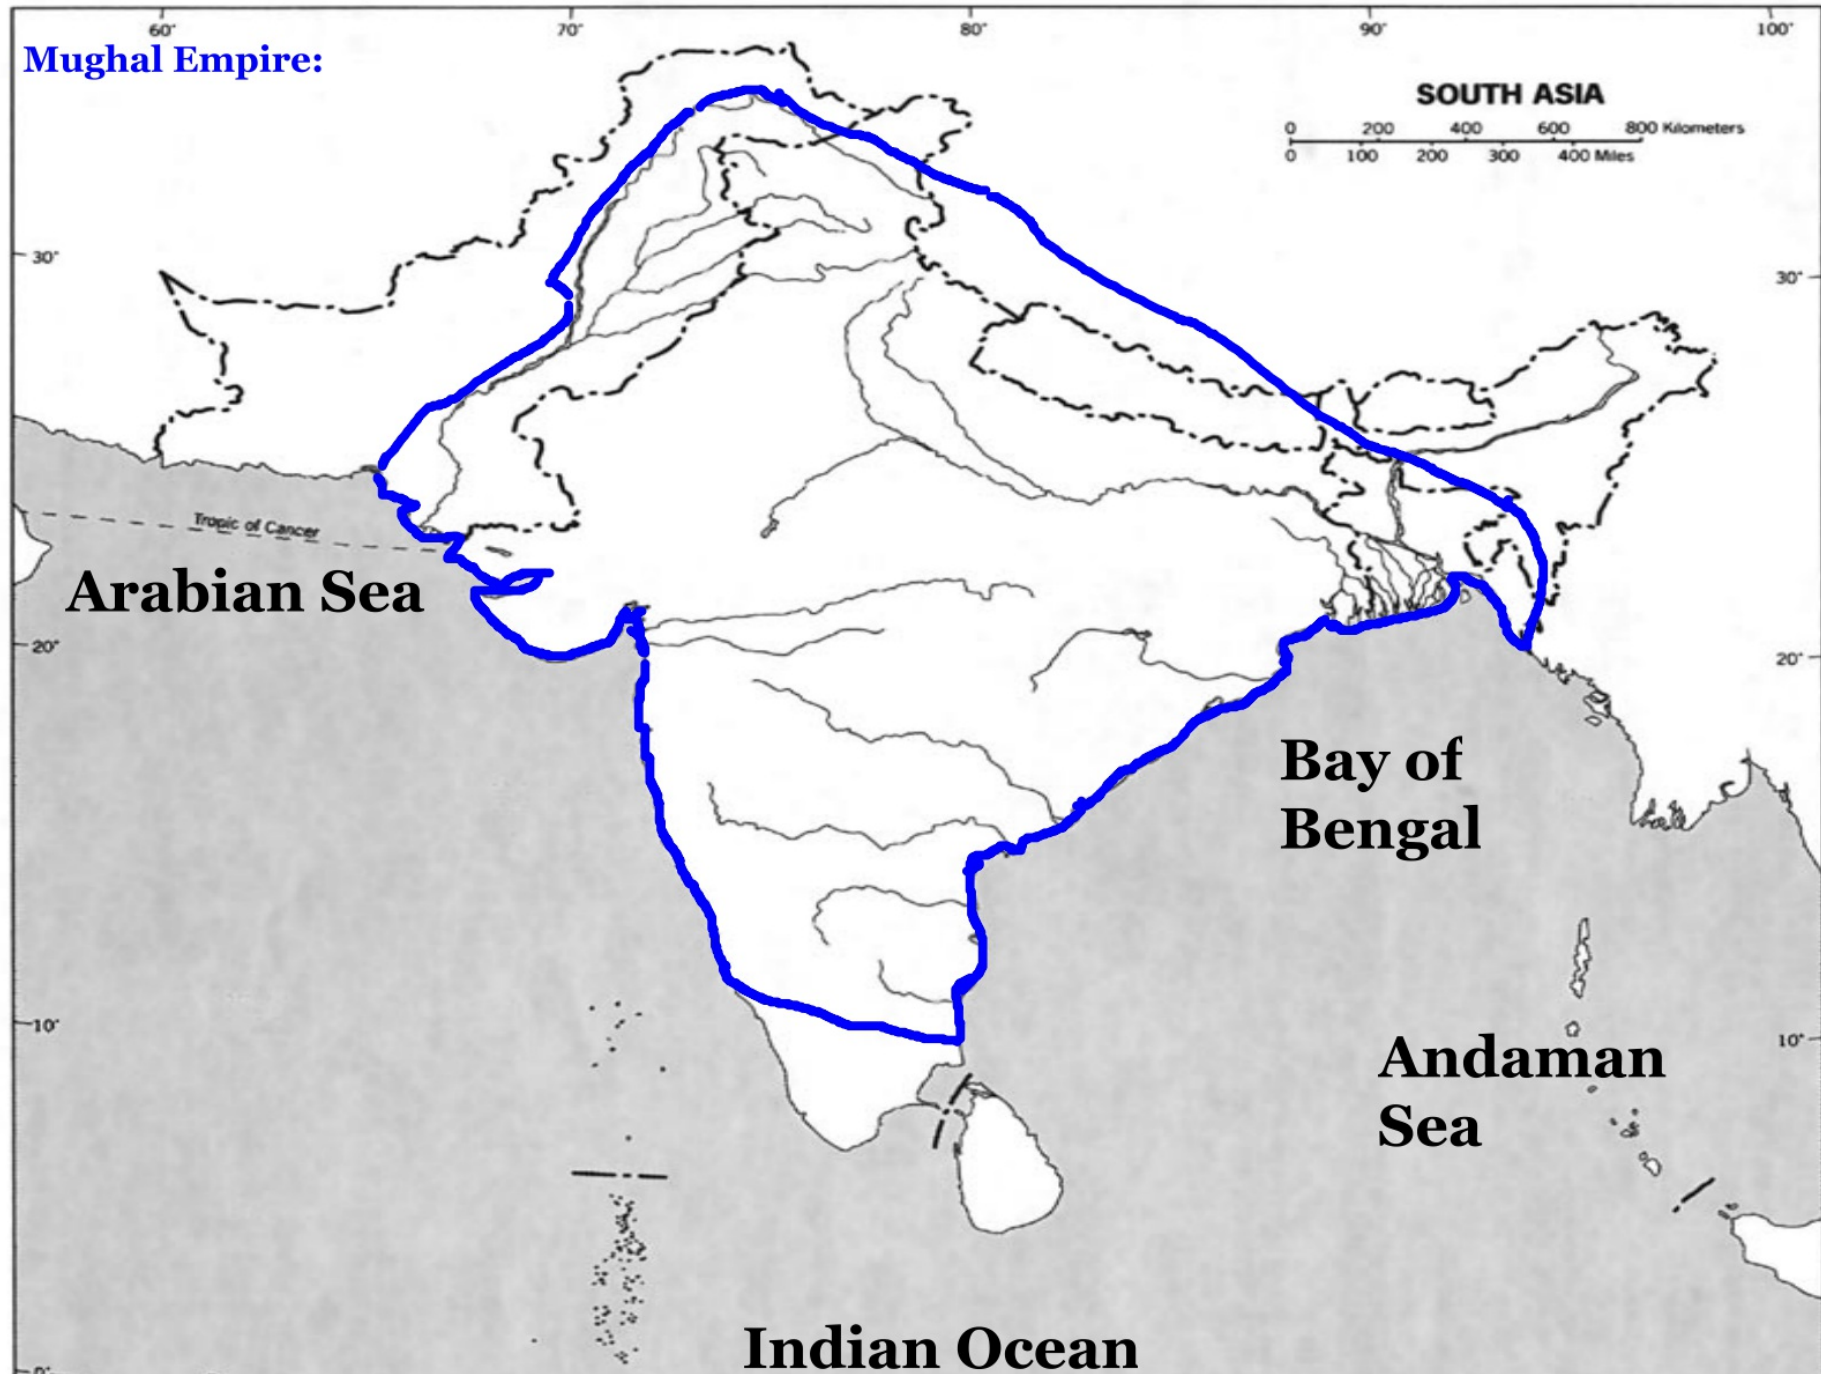 60° 70° 80° 90° 100°
Mughal Empire:
SOUTH ASIA
0 200 400 600 800 Kilometers
0 100 200 300 400 Miles
30° 30°
Tropic of Cancer
Arabian Sea
20° 20°
Bay of
Bengal
10° 10°
Andaman
Sea
Indian Ocean
0°